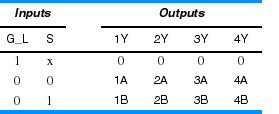 Inputs Outputs
G_L S 1Y 2Y 3Y 4Y
1 x 0 0 0 0
0 0 1A 2A 3A 4A
0 1 1B 2B 3B 4B